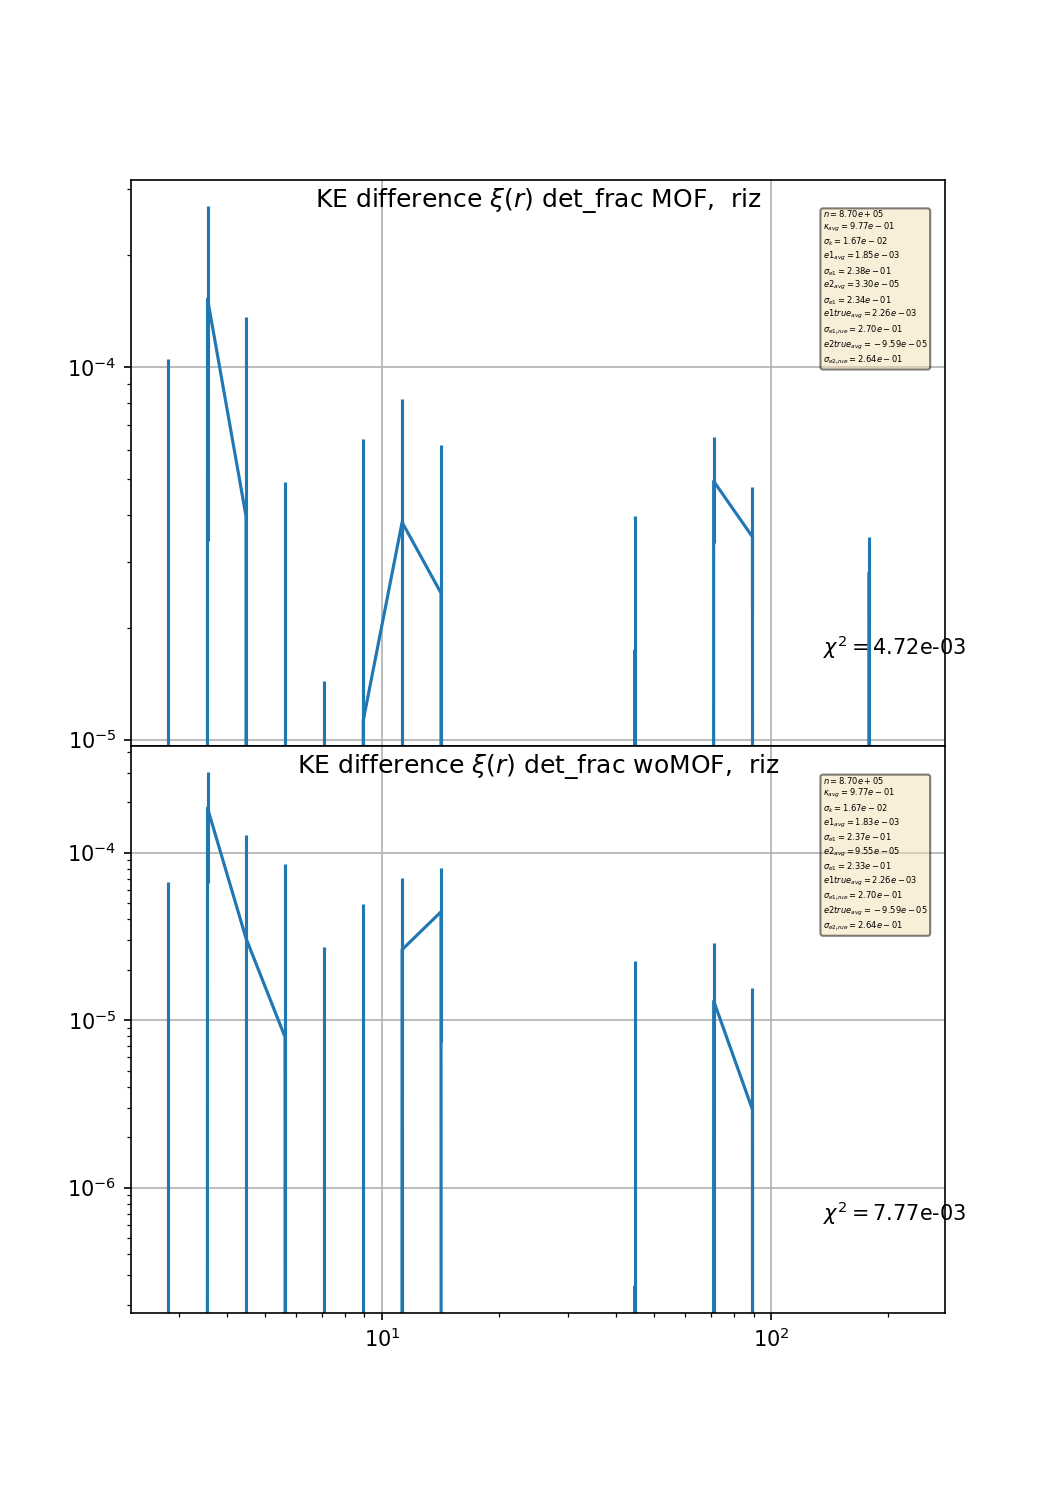 KE difference ξ(r) det_frac MOF,  riz
n = 8.70e + 05
κavg = 9.77e − 01
σk = 1.67e − 02
e1avg = 1.85e − 03
σe1 = 2.38e − 01
e2avg = 3.30e − 05
σe1 = 2.34e − 01
e1trueavg = 2.26e − 03
σe1,true = 2.70e − 01
e2trueavg = −9.59e − 05
σe2,true = 2.64e − 01
10⁻⁴
χ² = 4.72e-03
10⁻⁵
KE difference ξ(r) det_frac woMOF,  riz
n = 8.70e + 05
κavg = 9.77e − 01
σk = 1.67e − 02
e1avg = 1.83e − 03
σe1 = 2.37e − 01
e2avg = 9.55e − 05
σe1 = 2.33e − 01
e1trueavg = 2.26e − 03
σe1,true = 2.70e − 01
e2trueavg = −9.59e − 05
σe2,true = 2.64e − 01
10⁻⁴
10⁻⁵
10⁻⁶
χ² = 7.77e-03
10¹ 10²